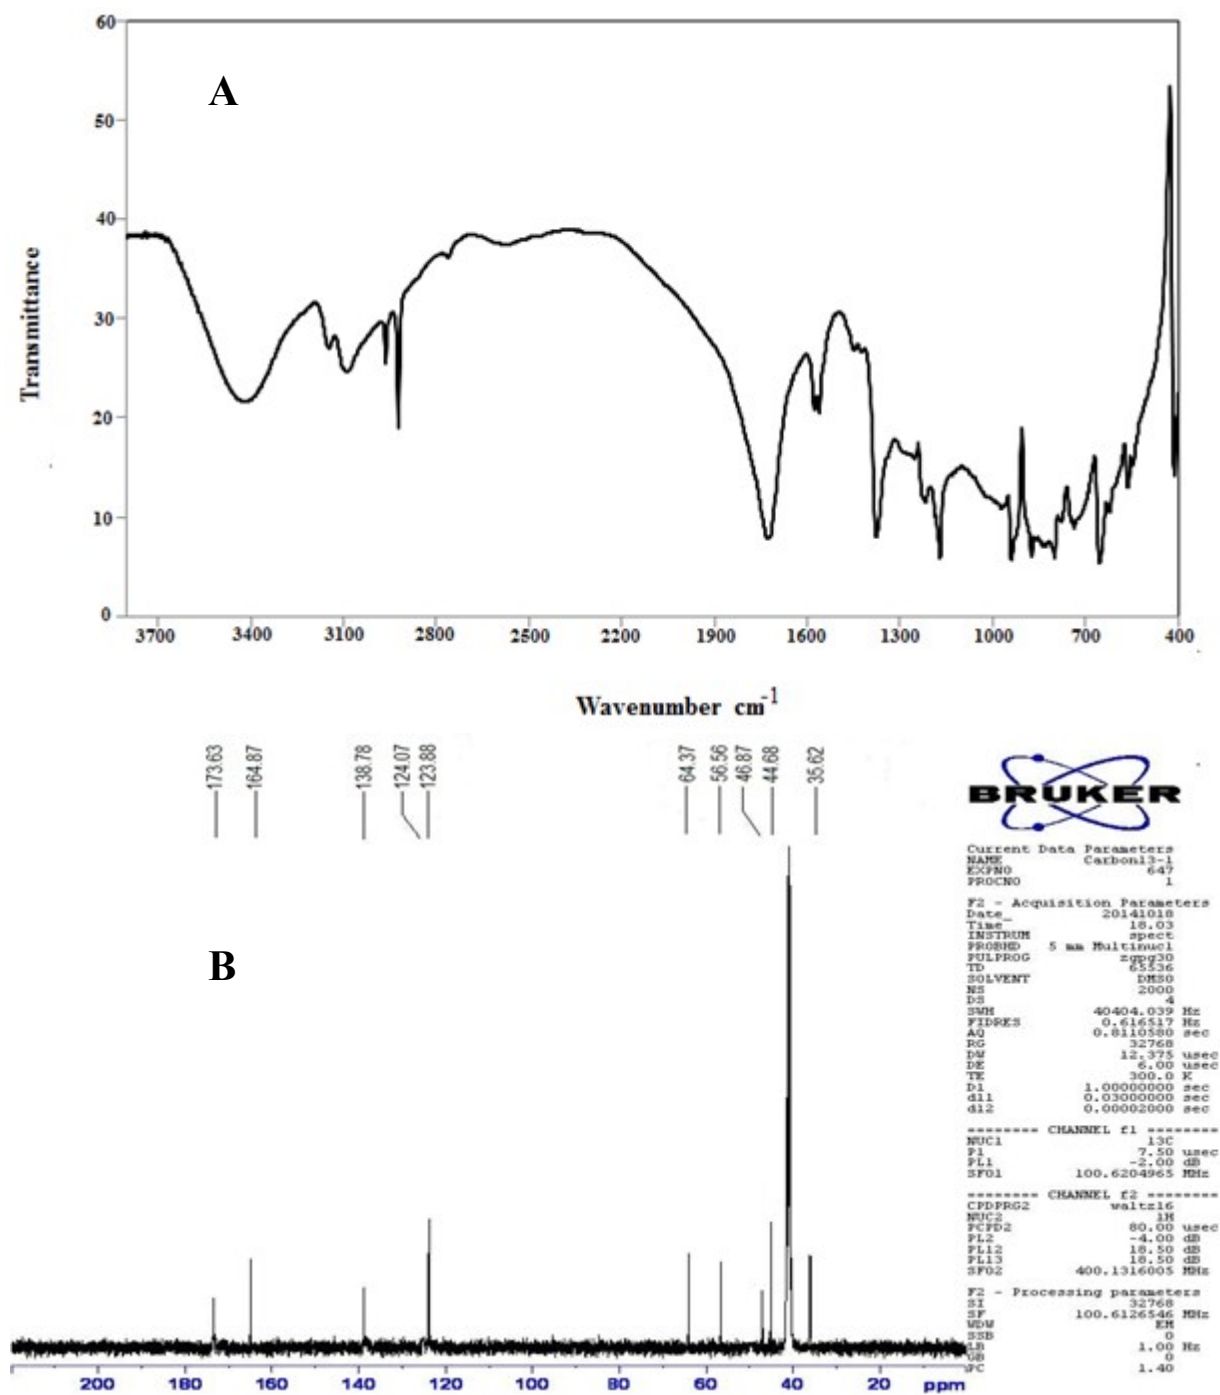 60
A
50
40
30
20
10
0
Transmittance
3700 3400 3100 2800 2500 2200 1900 1600 1300 1000 700 400
Wavenumber cm-1
173.63
164.87
138.78
124.07
123.88
64.37
56.56
46.87
44.68
35.62
BRUKER
B
Current Data Parameters
NAME Carbon13-1
EXPNO 647
PROCNO 1
F2 - Acquisition Parameters
Date_ 20141018
Time 18.03
INSTRUM spect
PROBHD 5 mm Multinucl
PULPROG zgpg30
TD 65536
SOLVENT DMSO
NS 2000
DS 4
SWH 40404.039 Hz
FIDRES 0.616517 Hz
AQ 0.8110580 sec
RG 32768
DW 12.375 usec
DE 6.00 usec
TE 300.0 K
D1 1.00000000 sec
d11 0.03000000 sec
d12 0.00002000 sec
======== CHANNEL f1 ========
NUC1 13C
P1 7.50 usec
PL1 -2.00 dB
SFO1 100.6204965 MHz
======== CHANNEL f2 ========
CPDPRG2 waltz16
NUC2 1H
PCPD2 80.00 usec
PL2 -4.00 dB
PL12 18.50 dB
PL13 18.50 dB
SFO2 400.1316005 MHz
F2 - Processing parameters
SI 32768
SF 100.6126546 MHz
WDW EM
SSB 0
LB 1.00 Hz
GB 0
PC 1.40
200 180 160 140 120 100 80 60 40 20 ppm